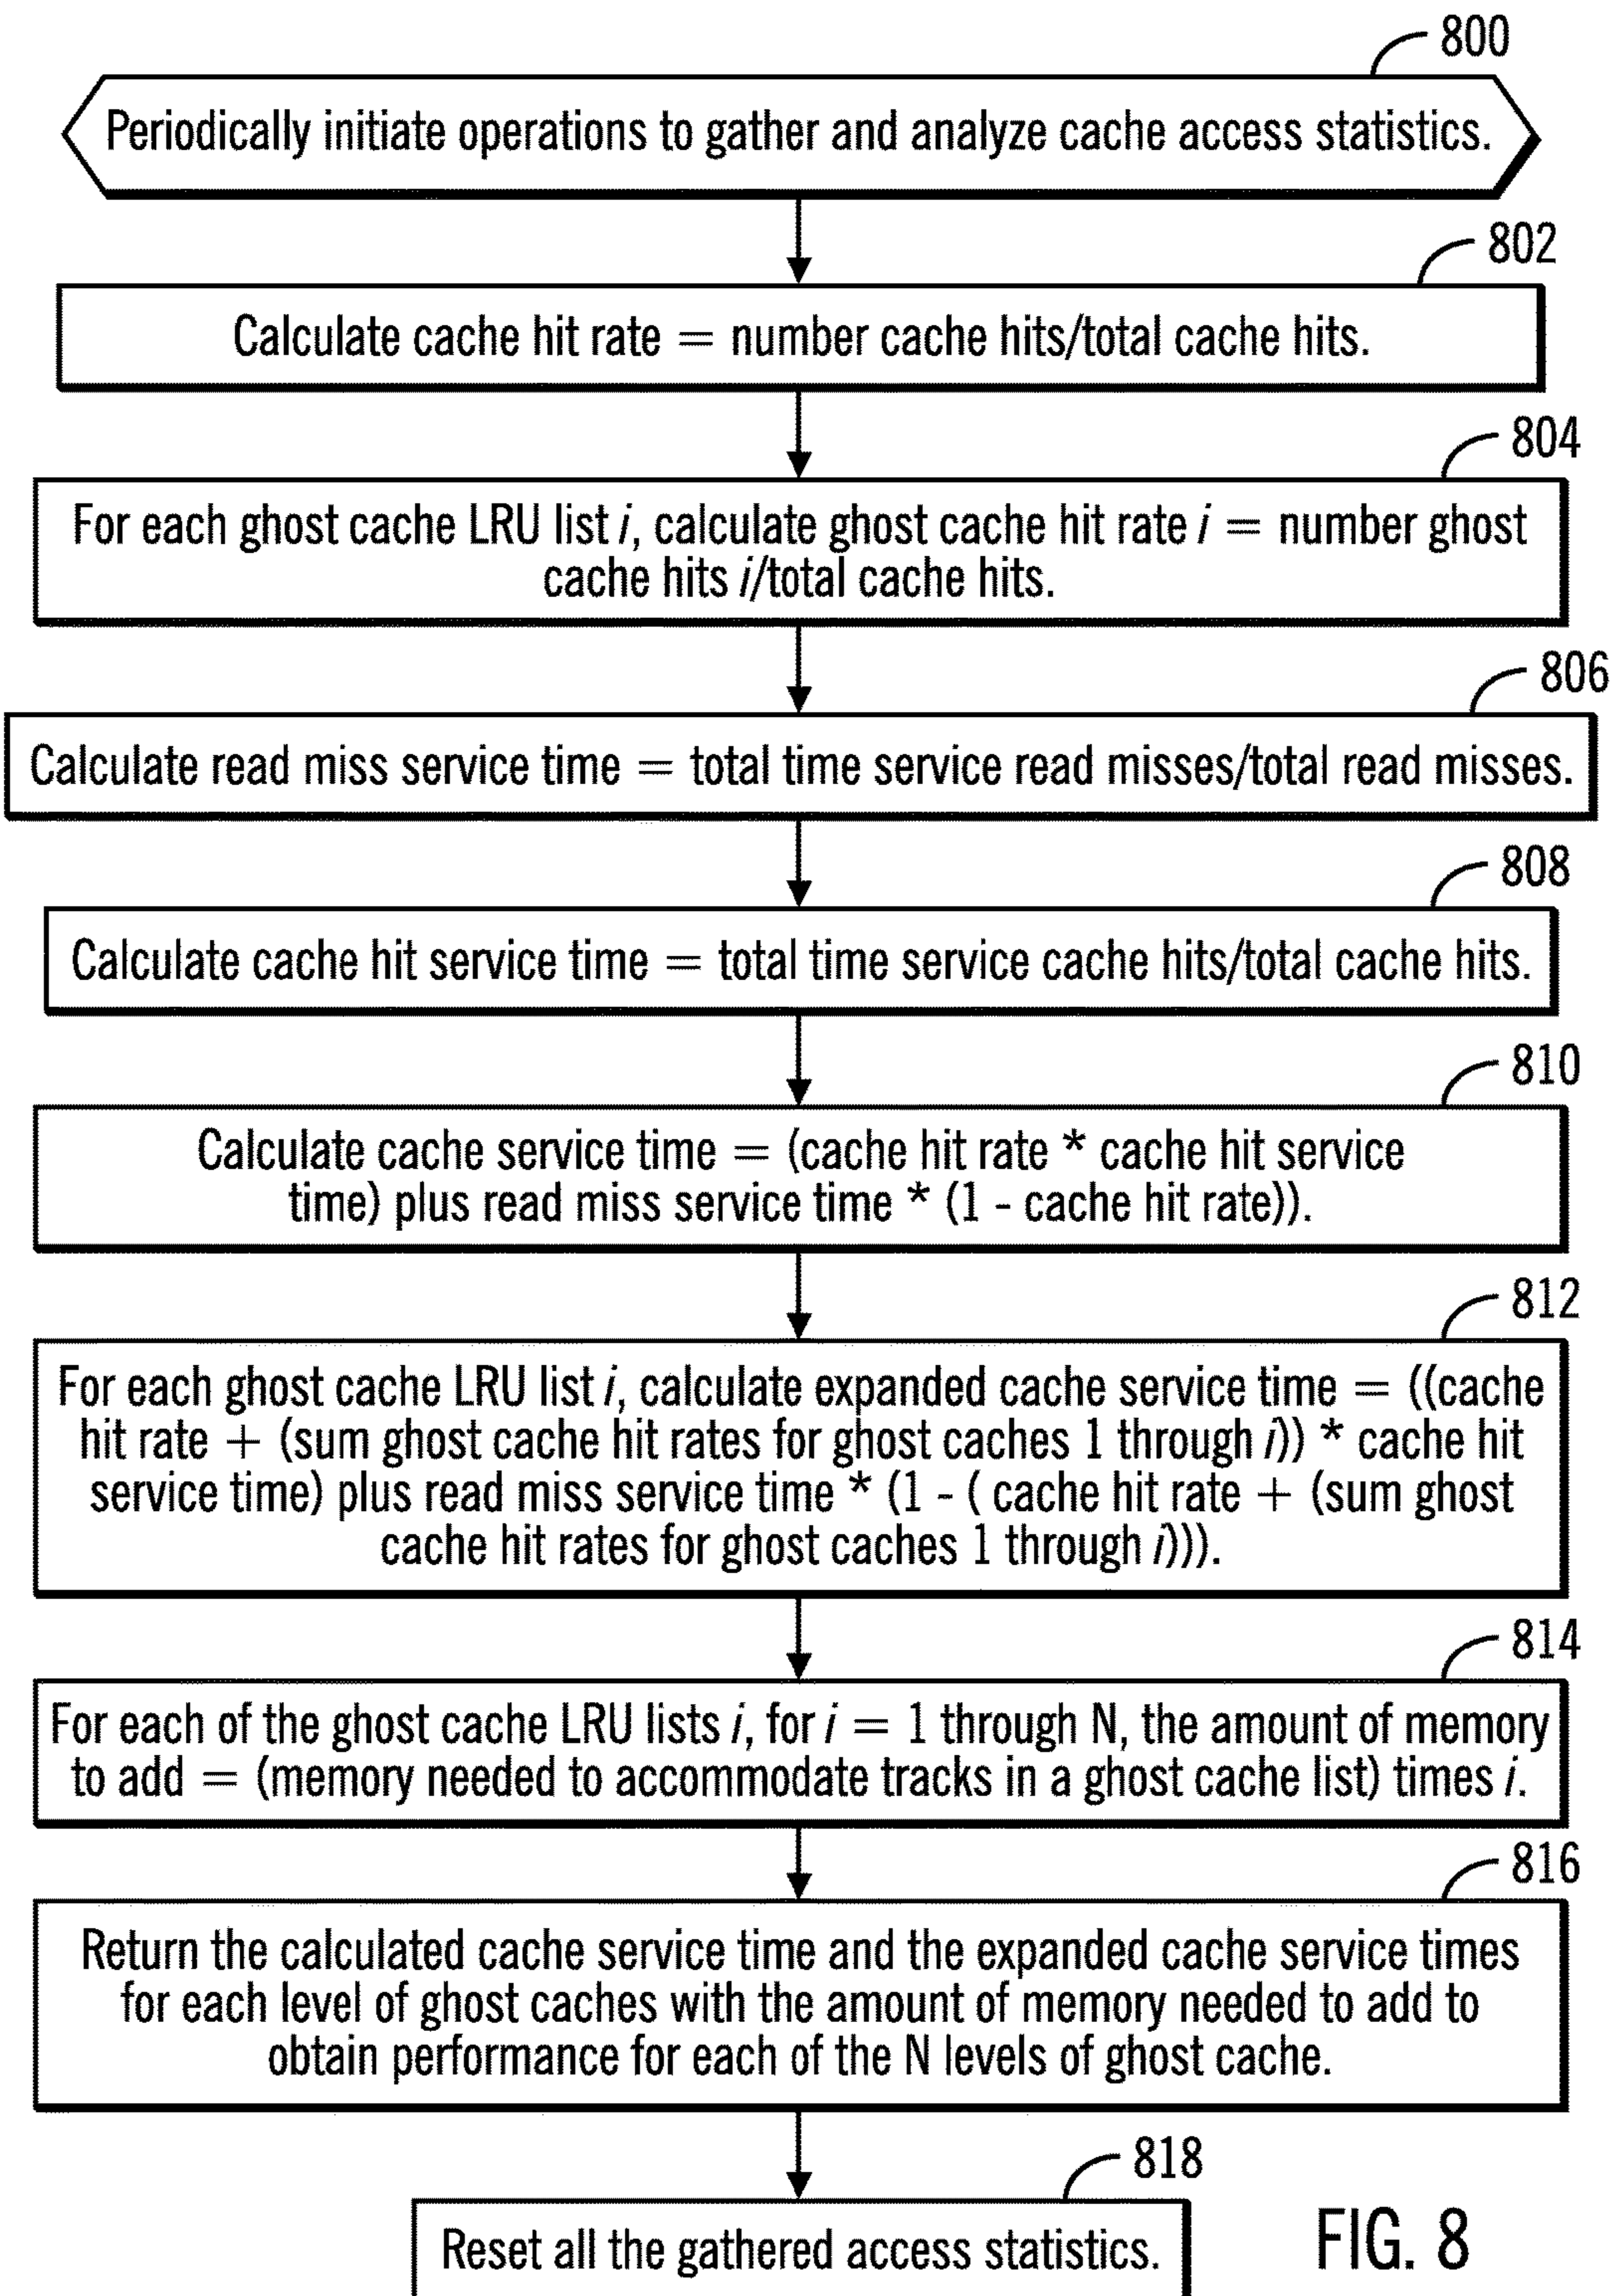 800
Periodically initiate operations to gather and analyze cache access statistics.
802
Calculate cache hit rate = number cache hits/total cache hits.
804
For each ghost cache LRU list i, calculate ghost cache hit rate i = number ghost
cache hits i/total cache hits.
806
Calculate read miss service time = total time service read misses/total read misses.
808
Calculate cache hit service time = total time service cache hits/total cache hits.
810
Calculate cache service time = (cache hit rate * cache hit service
time) plus read miss service time * (1 - cache hit rate)).
812
For each ghost cache LRU list i, calculate expanded cache service time = ((cache
hit rate + (sum ghost cache hit rates for ghost caches 1 through i)) * cache hit
service time) plus read miss service time * (1 - ( cache hit rate + (sum ghost
cache hit rates for ghost caches 1 through i))).
814
For each of the ghost cache LRU lists i, for i = 1 through N, the amount of memory
to add = (memory needed to accommodate tracks in a ghost cache list) times i.
816
Return the calculated cache service time and the expanded cache service times
for each level of ghost caches with the amount of memory needed to add to
obtain performance for each of the N levels of ghost cache.
818
Reset all the gathered access statistics.
FIG. 8